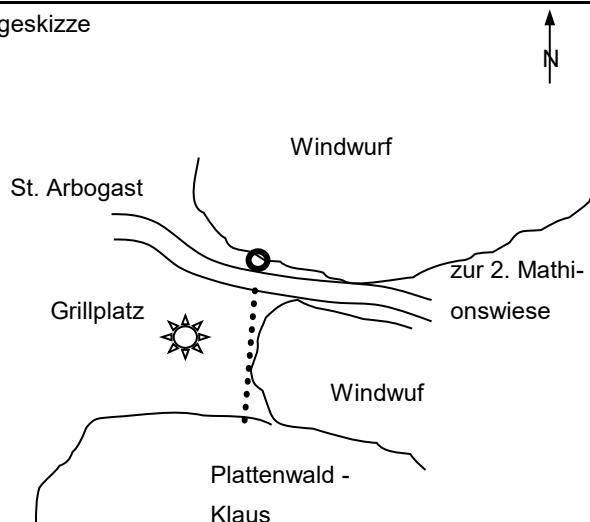 geskizze
N
Windwurf
St. Arbogast
zur 2. Mathi-
onswiese
Grillplatz
Windwuf
Plattenwald -
Klaus